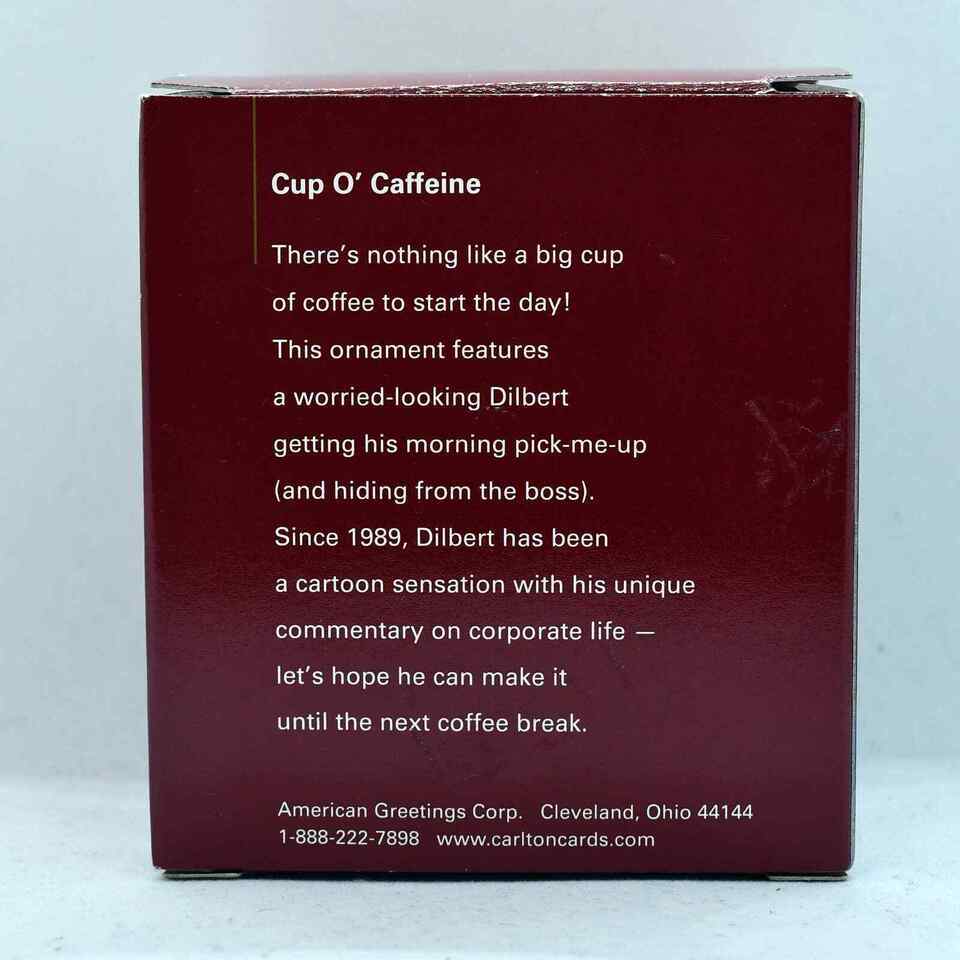 Cup O’ Caffeine
There’s nothing like a big cup
of coffee to start the day!
This ornament features
a worried-looking Dilbert
getting his morning pick-me-up
(and hiding from the boss).
Since 1989, Dilbert has been
a cartoon sensation with his unique
commentary on corporate life —
let’s hope he can make it
until the next coffee break.
American Greetings Corp. Cleveland, Ohio 44144
1-888-222-7898 www.carltoncards.com